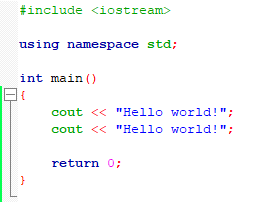 #include <iostream>
using namespace std;
int main()
{
    cout << "Hello world!";
    cout << "Hello world!";
    return 0;
}